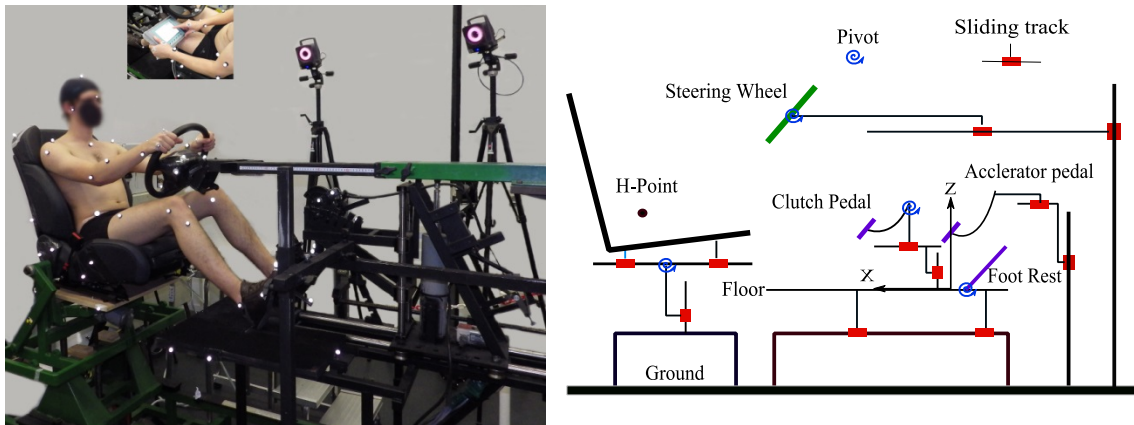 Pivot
Sliding track
Steering Wheel
H-Point
Clutch Pedal
Z
Acclerator pedal
X
Floor
Foot Rest
Ground